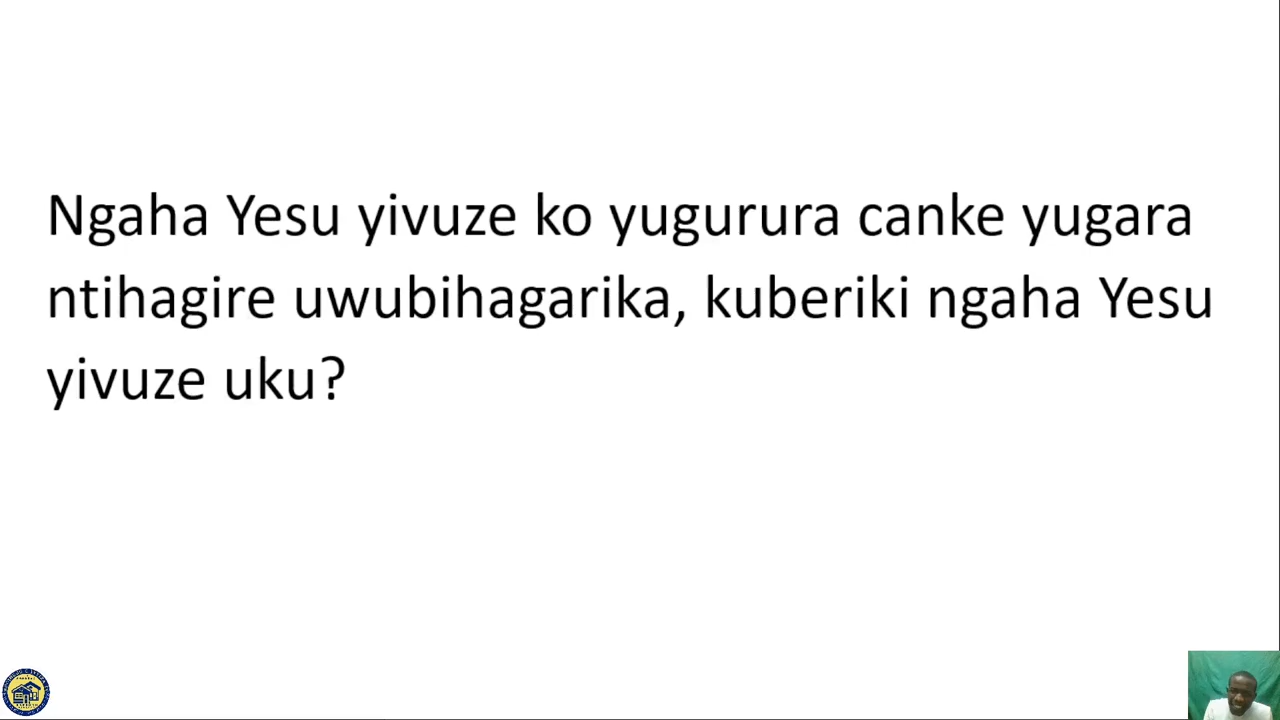 Ngaha Yesu yivuze ko yugurura canke yugara
ntihagire uwubihagarika, kuberiki ngaha Yesu
yivuze uku?